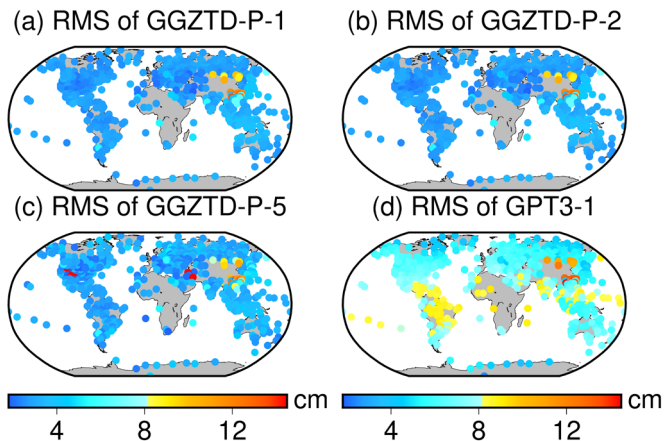 (a) RMS of GGZTD-P-1
(b) RMS of GGZTD-P-2
(c) RMS of GGZTD-P-5
(d) RMS of GPT3-1
4 8 12 cm
4 8 12 cm